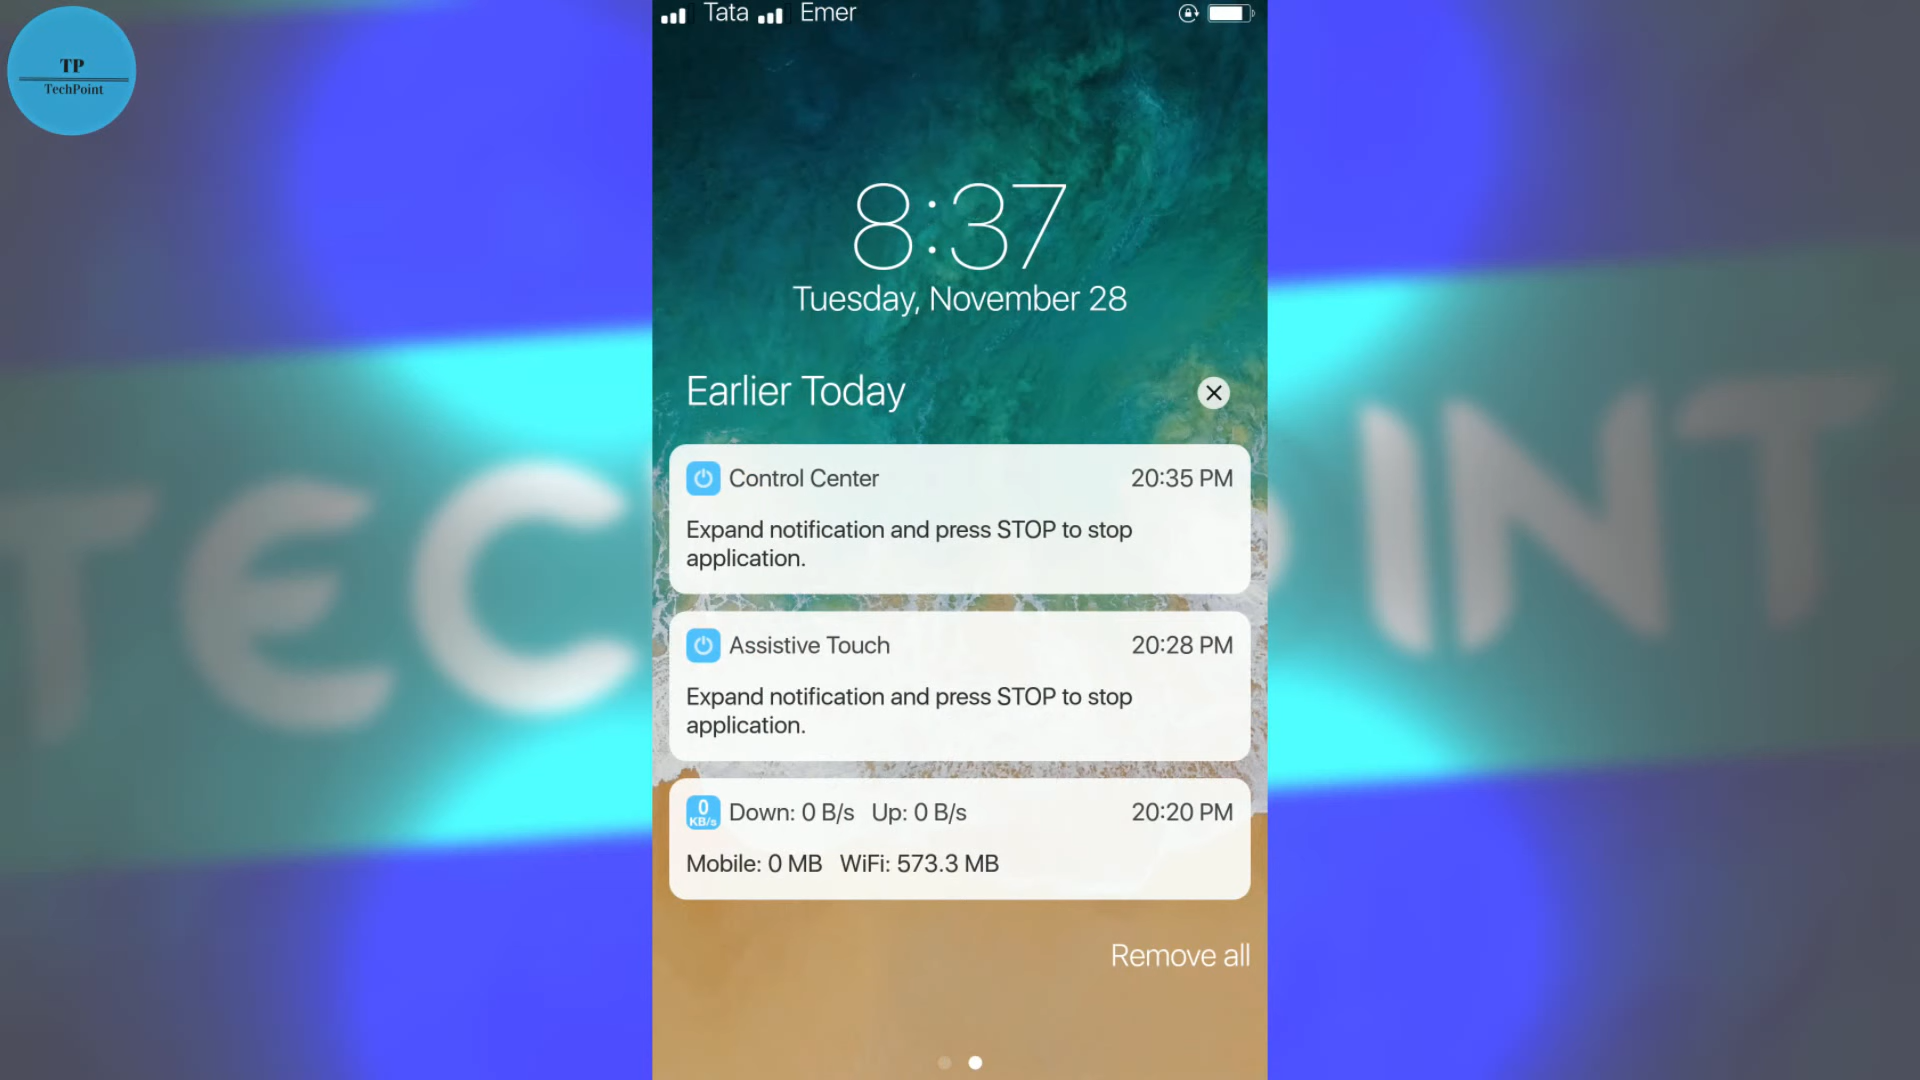 TP
TechPoint
Tata Emer
8:37
Tuesday, November 28
Earlier Today
Control Center 20:35 PM
Expand notification and press STOP to stop
application.
Assistive Touch 20:28 PM
Expand notification and press STOP to stop
application.
0 KB/s Down: 0 B/s Up: 0 B/s 20:20 PM
Mobile: 0 MB WiFi: 573.3 MB
Remove all
TEC INT